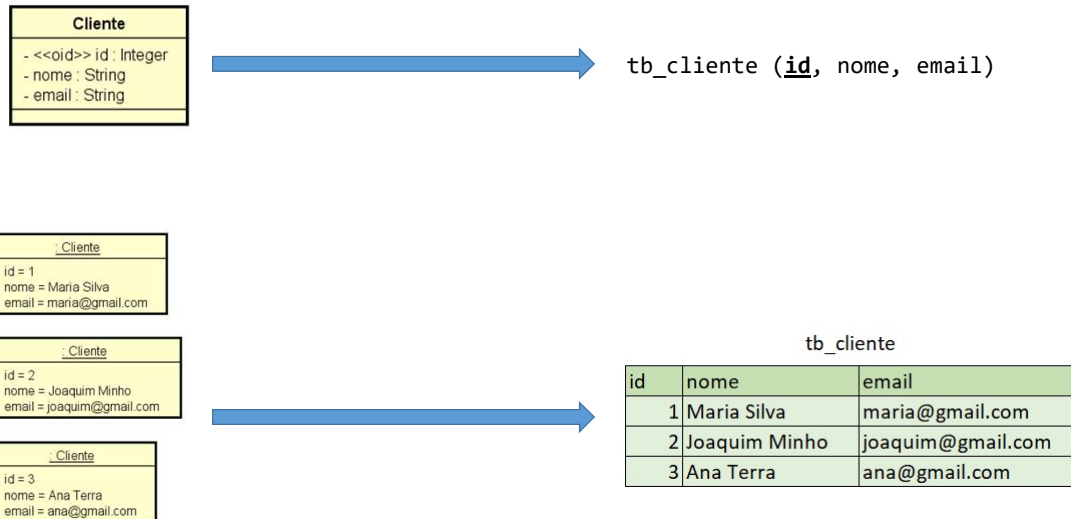 Cliente
- <<oid>> id : Integer
- nome : String
- email : String
tb_cliente (id, nome, email)
: Cliente
id = 1
nome = Maria Silva
email = maria@gmail.com
: Cliente
id = 2
nome = Joaquim Minho
email = joaquim@gmail.com
: Cliente
id = 3
nome = Ana Terra
email = ana@gmail.com
tb_cliente
id nome email
1 Maria Silva maria@gmail.com
2 Joaquim Minho joaquim@gmail.com
3 Ana Terra ana@gmail.com